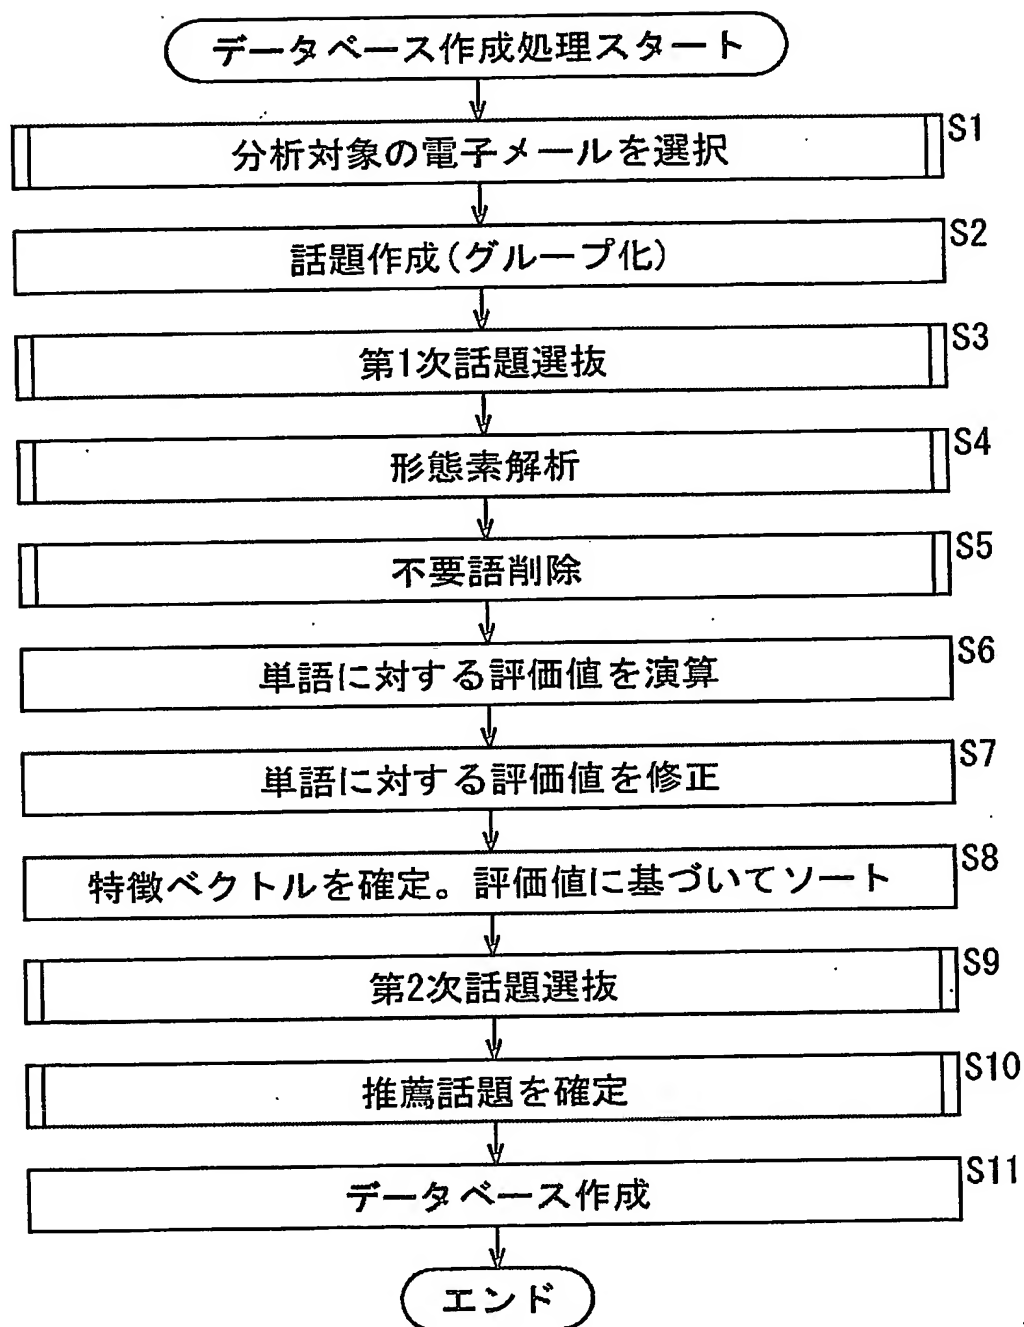 データベース作成処理スタート
分析対象の電子メールを選択
S1
話題作成(グループ化)
S2
第1次話題選抜
S3
形態素解析
S4
不要語削除
S5
単語に対する評価値を演算
S6
単語に対する評価値を修正
S7
特徴ベクトルを確定。評価値に基づいてソート
S8
第2次話題選抜
S9
推薦話題を確定
S10
データベース作成
S11
エンド